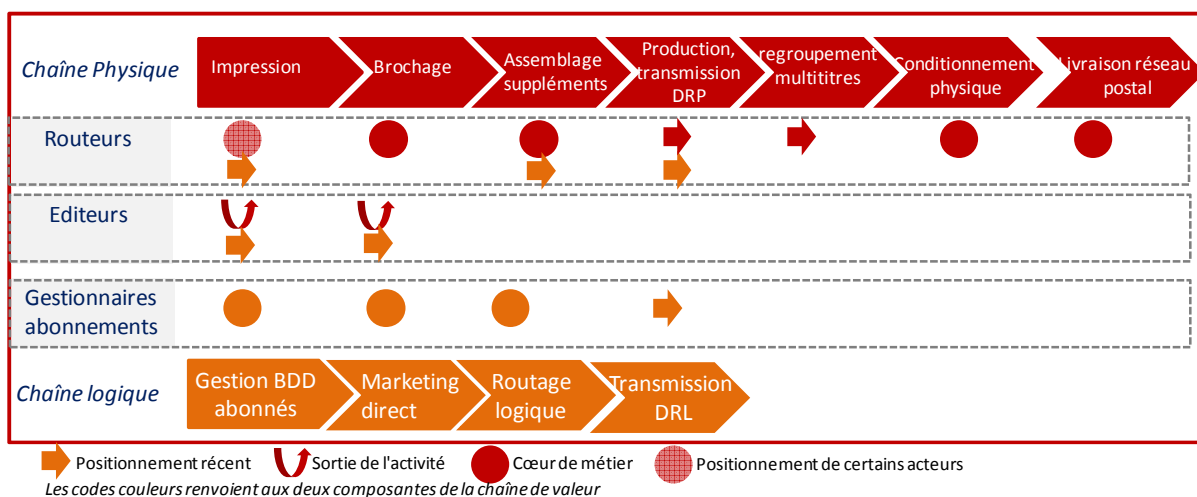 Chaîne Physique
Impression
Brochage
Assemblage
suppléments
Production,
transmission
DRP
regroupement
multititres
Conditionnement
physique
Livraison réseau
postal
Routeurs
Editeurs
Gestionnaires
abonnements
Chaîne logique
Gestion BDD
abonnés
Marketing
direct
Routage
logique
Transmission
DRL
Positionnement récent
Sortie de l'activité
Cœur de métier
Positionnement de certains acteurs
Les codes couleurs renvoient aux deux composantes de la chaîne de valeur